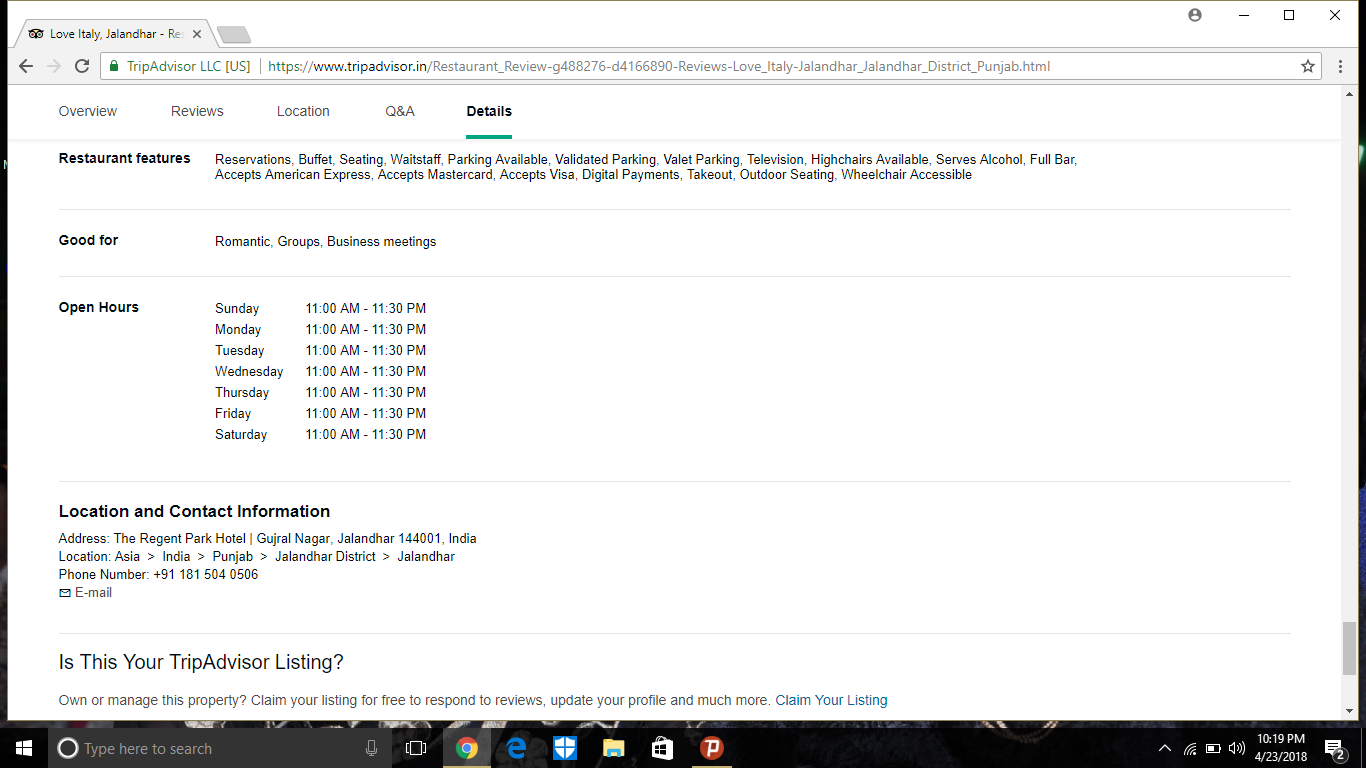 Love Italy, Jalandhar - Res
TripAdvisor LLC [US]
https://www.tripadvisor.in/Restaurant_Review-g488276-d4166890-Reviews-Love_Italy-Jalandhar_Jalandhar_District_Punjab.html
Overview Reviews Location Q&A Details
Restaurant features Reservations, Buffet, Seating, Waitstaff, Parking Available, Validated Parking, Valet Parking, Television, Highchairs Available, Serves Alcohol, Full Bar,
Accepts American Express, Accepts Mastercard, Accepts Visa, Digital Payments, Takeout, Outdoor Seating, Wheelchair Accessible
Good for Romantic, Groups, Business meetings
Open Hours Sunday 11:00 AM - 11:30 PM
Monday 11:00 AM - 11:30 PM
Tuesday 11:00 AM - 11:30 PM
Wednesday 11:00 AM - 11:30 PM
Thursday 11:00 AM - 11:30 PM
Friday 11:00 AM - 11:30 PM
Saturday 11:00 AM - 11:30 PM
Location and Contact Information
Address: The Regent Park Hotel | Gujral Nagar, Jalandhar 144001, India
Location: Asia > India > Punjab > Jalandhar District > Jalandhar
Phone Number: +91 181 504 0506
E-mail
Is This Your TripAdvisor Listing?
Own or manage this property? Claim your listing for free to respond to reviews, update your profile and much more. Claim Your Listing
Type here to search
10:19 PM
4/23/2018
2